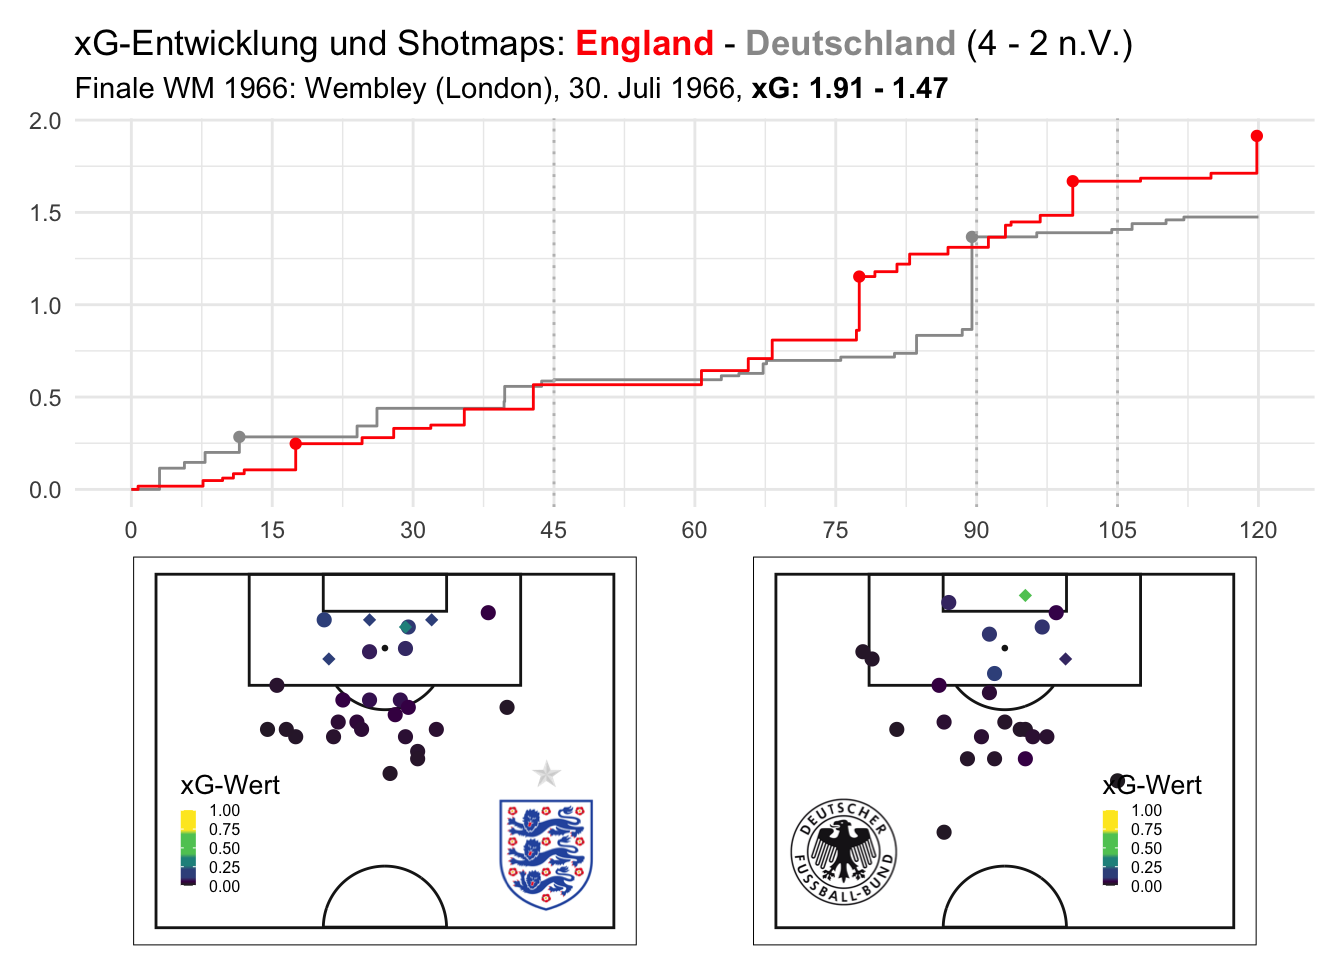 xG-Entwicklung und Shotmaps: England - Deutschland (4 - 2 n.V.)
Finale WM 1966: Wembley (London), 30. Juli 1966, xG: 1.91 - 1.47
2.0
1.5
1.0
0.5
0.0
0 15 30 45 60 75 90 105 120
xG-Wert
1.00
0.75
0.50
0.25
0.00
DEUTSCHER
FUSSBALL-BUND
xG-Wert
1.00
0.75
0.50
0.25
0.00